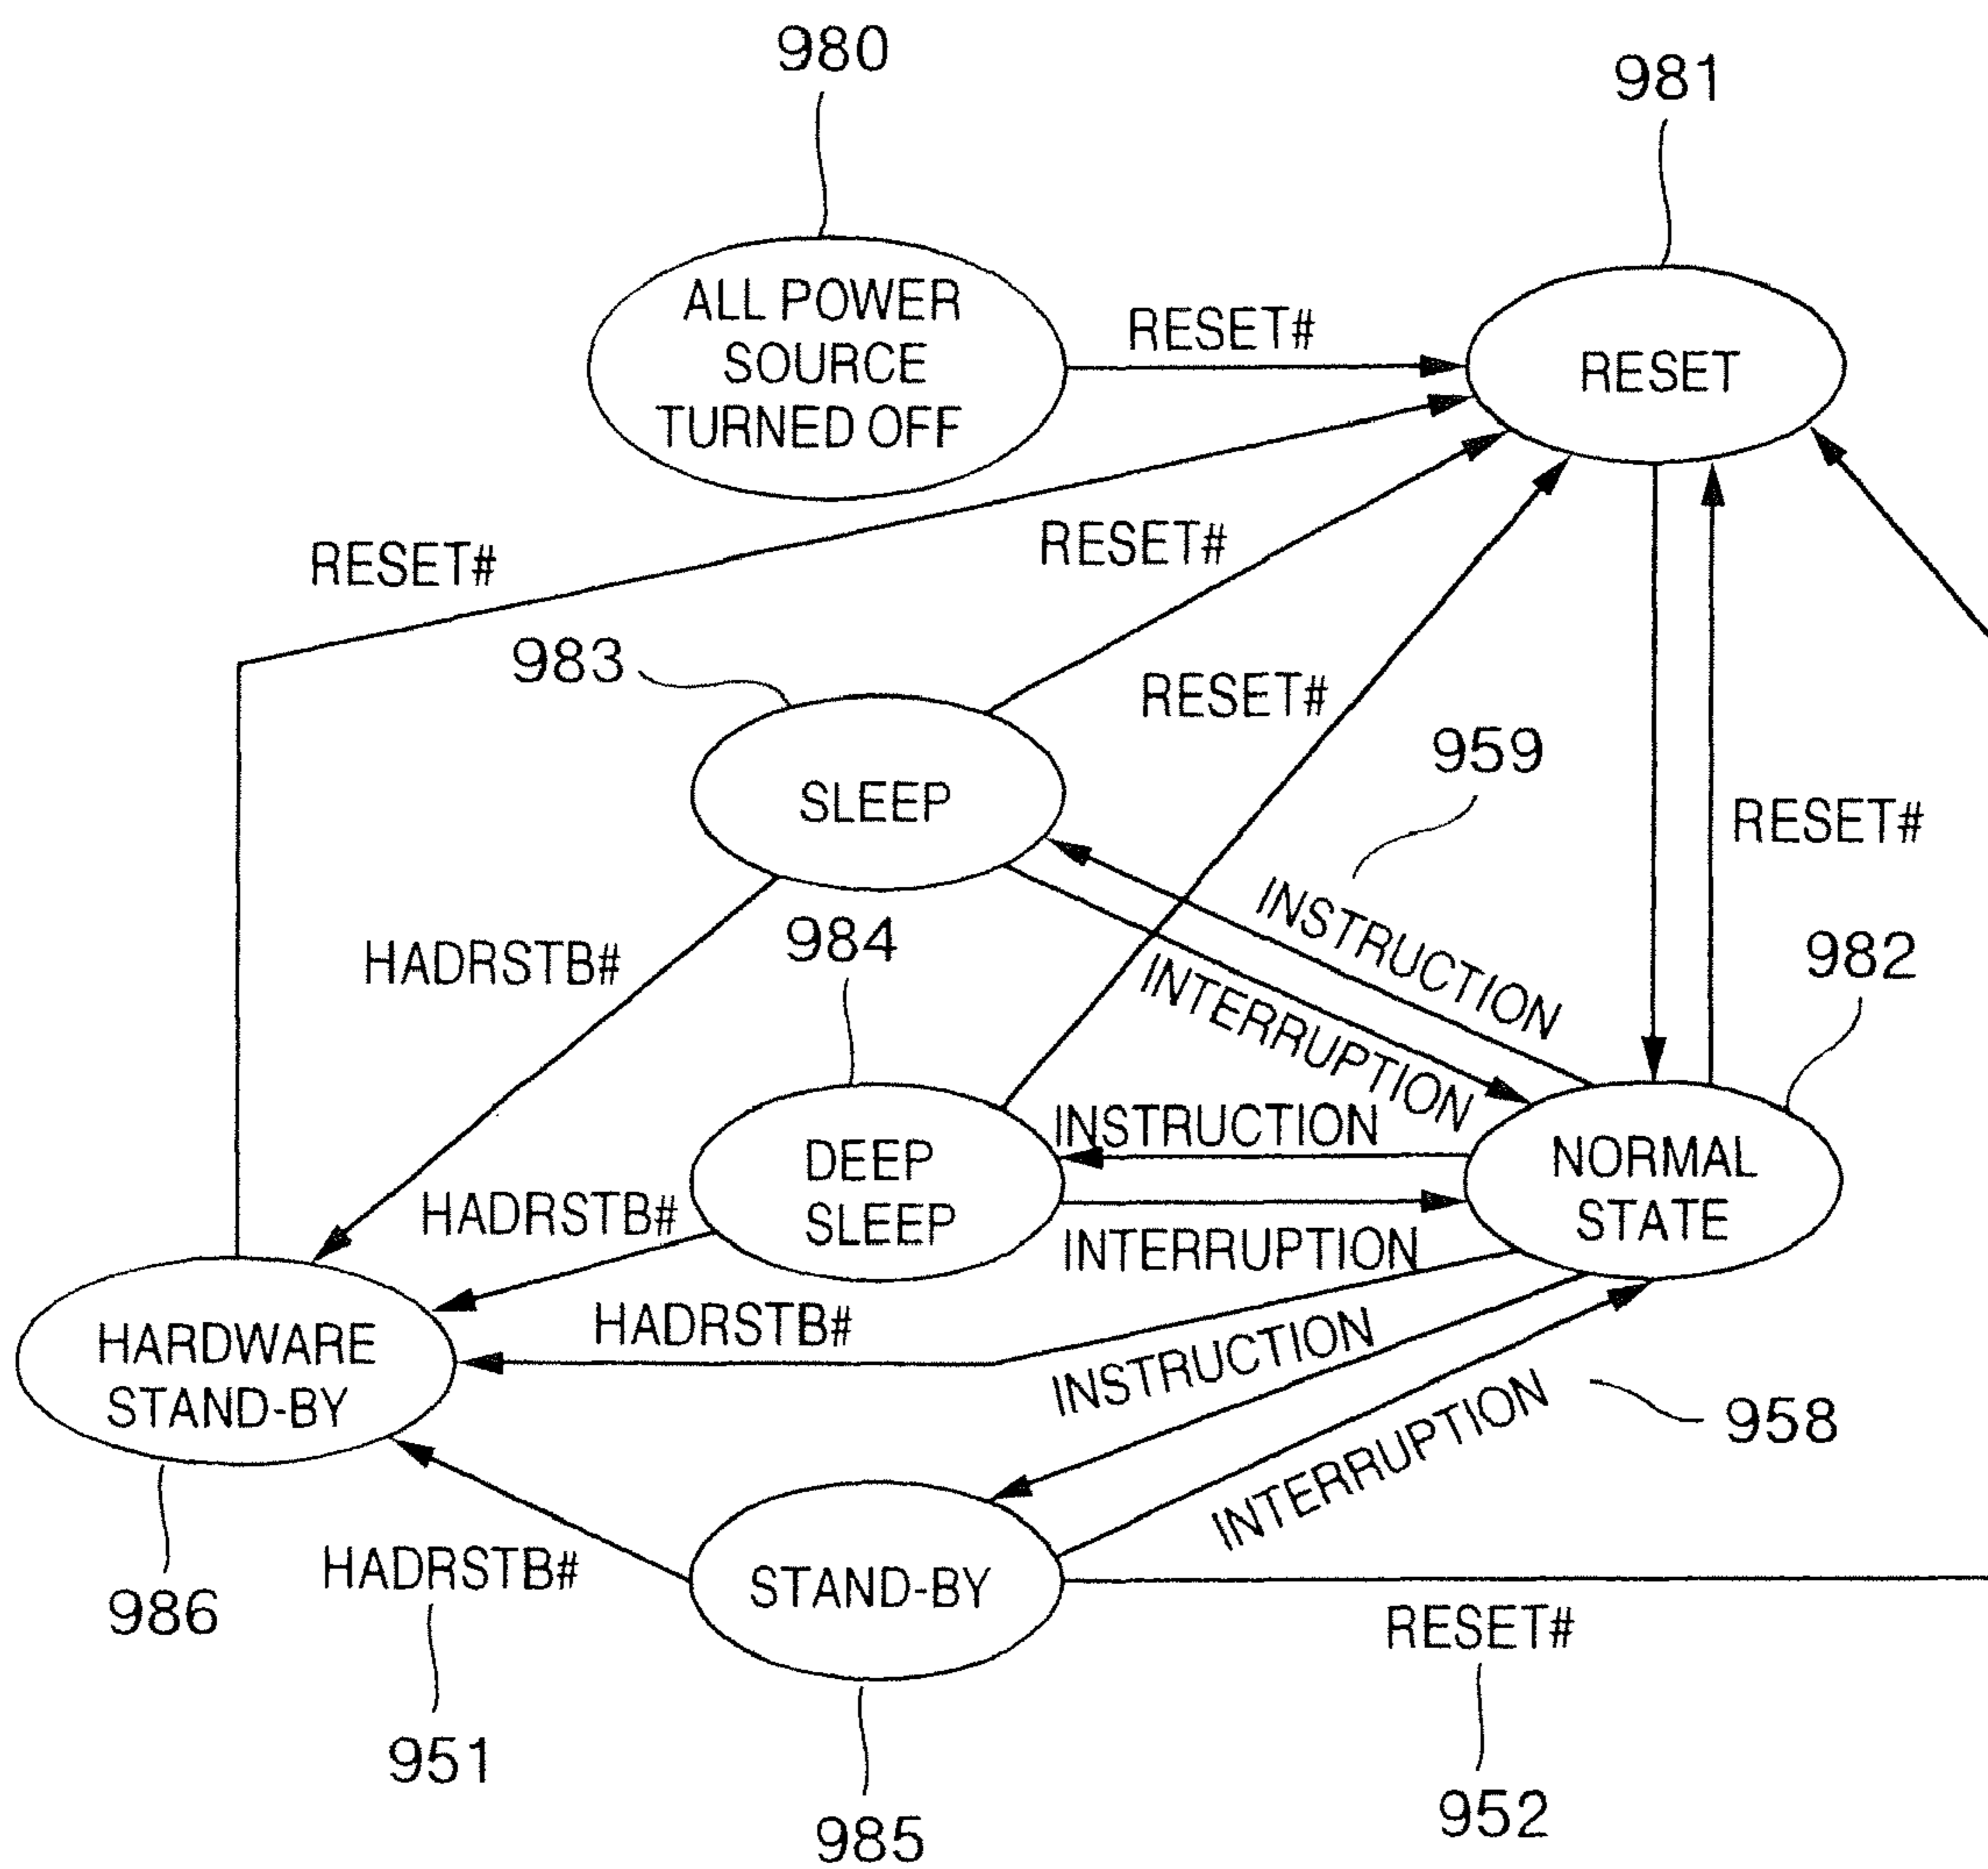 980
981
ALL POWER
SOURCE
TURNED OFF
RESET#
RESET
RESET#
RESET#
983
RESET#
959
SLEEP
RESET#
INSTRUCTION
984
HADRSTB#
982
INTERRUPTION
INSTRUCTION
DEEP
SLEEP
NORMAL
STATE
HADRSTB#
INTERRUPTION
HADRSTB#
HARDWARE
STAND-BY
INSTRUCTION
INTERRUPTION
958
HADRSTB#
STAND-BY
986
RESET#
951
985
952